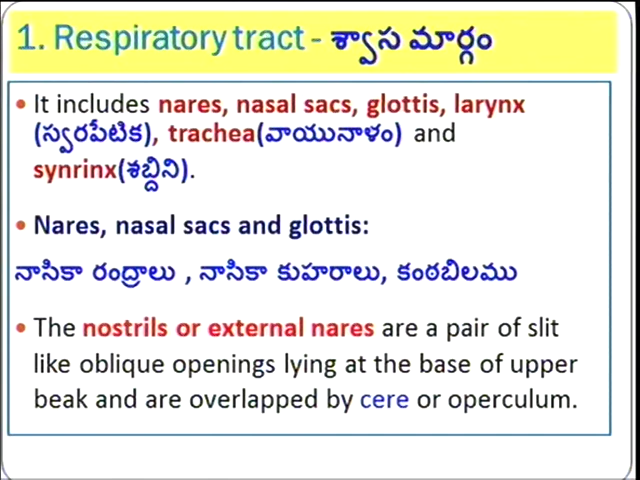 1. Respiratory tract - శ్వాస మార్గం
• It includes nares, nasal sacs, glottis, larynx
(స్వరపేటిక), trachea(వాయునాళం) and
synrinx(శబ్దిని).
• Nares, nasal sacs and glottis:
నాసికా రంద్రాలు , నాసికా కుహరాలు, కంఠబిలము
• The nostrils or external nares are a pair of slit
like oblique openings lying at the base of upper
beak and are overlapped by cere or operculum.